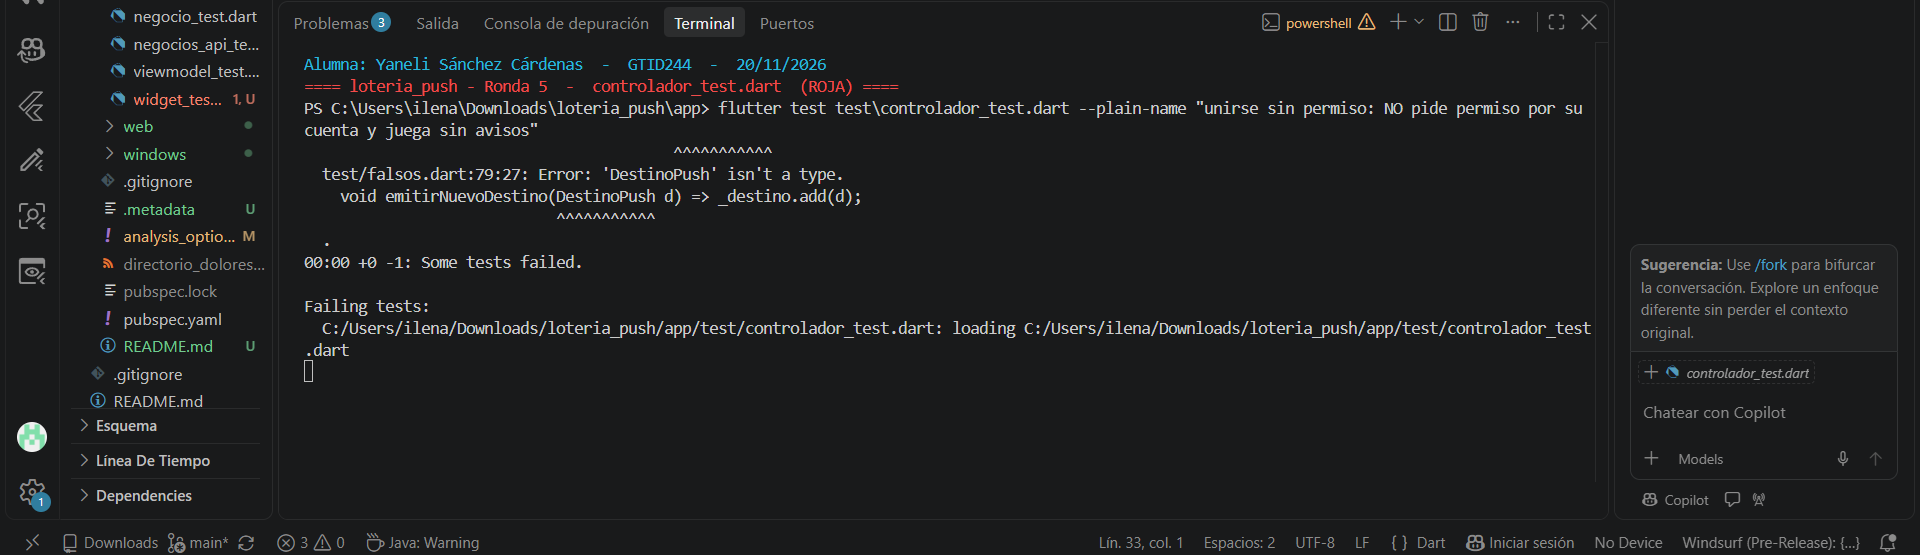 negocio_test.dart
negocios_api_te...
viewmodel_test....
widget_tes... 1, U
web
windows
.gitignore
.metadata U
analysis_optio... M
directorio_dolores...
pubspec.lock
pubspec.yaml
README.md U
.gitignore
README.md
Esquema
Línea De Tiempo
Dependencies
1
Problemas 3 Salida Consola de depuración Terminal Puertos
powershell
Alumna: Yaneli Sánchez Cárdenas - GTID244 - 20/11/2026
==== loteria_push - Ronda 5 - controlador_test.dart (ROJA) ====
PS C:\Users\ilena\Downloads\loteria_push\app> flutter test test\controlador_test.dart --plain-name "unirse sin permiso: NO pide permiso por su
cuenta y juega sin avisos"
^^^^^^^^^^^
test/falsos.dart:79:27: Error: 'DestinoPush' isn't a type.
void emitirNuevoDestino(DestinoPush d) => _destino.add(d);
^^^^^^^^^^^
.
00:00 +0 -1: Some tests failed.
Failing tests:
C:/Users/ilena/Downloads/loteria_push/app/test/controlador_test.dart: loading C:/Users/ilena/Downloads/loteria_push/app/test/controlador_test
.dart
Sugerencia: Use /fork para bifurcar
la conversación. Explore un enfoque
diferente sin perder el contexto
original.
controlador_test.dart
Chatear con Copilot
Models
Copilot
Downloads main* 3 0 Java: Warning
Lín. 33, col. 1 Espacios: 2 UTF-8 LF { } Dart Iniciar sesión No Device Windsurf (Pre-Release): {...}